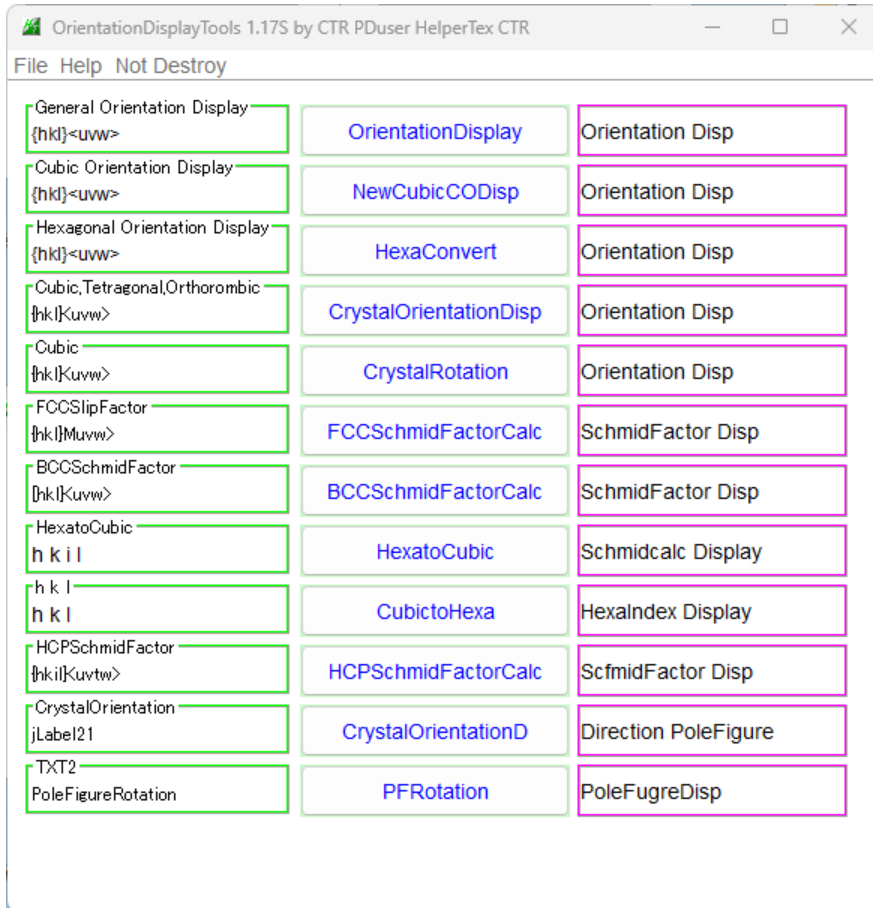 OrientationDisplayTools 1.17S by CTR PDuser HelperTex CTR
File Help Not Destroy
General Orientation Display
{hkl}<uvw>
OrientationDisplay
Orientation Disp
Cubic Orientation Display
{hkl}<uvw>
NewCubicCODisp
Orientation Disp
Hexagonal Orientation Display
{hkl}<uvw>
HexaConvert
Orientation Disp
Cubic,Tetragonal,Orthorombic
{hkl}<uvw>
CrystalOrientationDisp
Orientation Disp
Cubic
{hkl}<uvw>
CrystalRotation
Orientation Disp
FCCSlipFactor
{hkl}Muvw>
FCCSchmidFactorCalc
SchmidFactor Disp
BCCSchmidFactor
[hkl}<uvw>
BCCSchmidFactorCalc
SchmidFactor Disp
HexatoCubic
h k i l
HexatoCubic
Schmidcalc Display
h k l
h k l
CubictoHexa
HexaIndex Display
HCPSchmidFactor
{hkil}<uvtw>
HCPSchmidFactorCalc
ScfmidFactor Disp
CrystalOrientation
jLabel21
CrystalOrientationD
Direction PoleFigure
TXT2
PoleFigureRotation
PFRotation
PoleFugreDisp